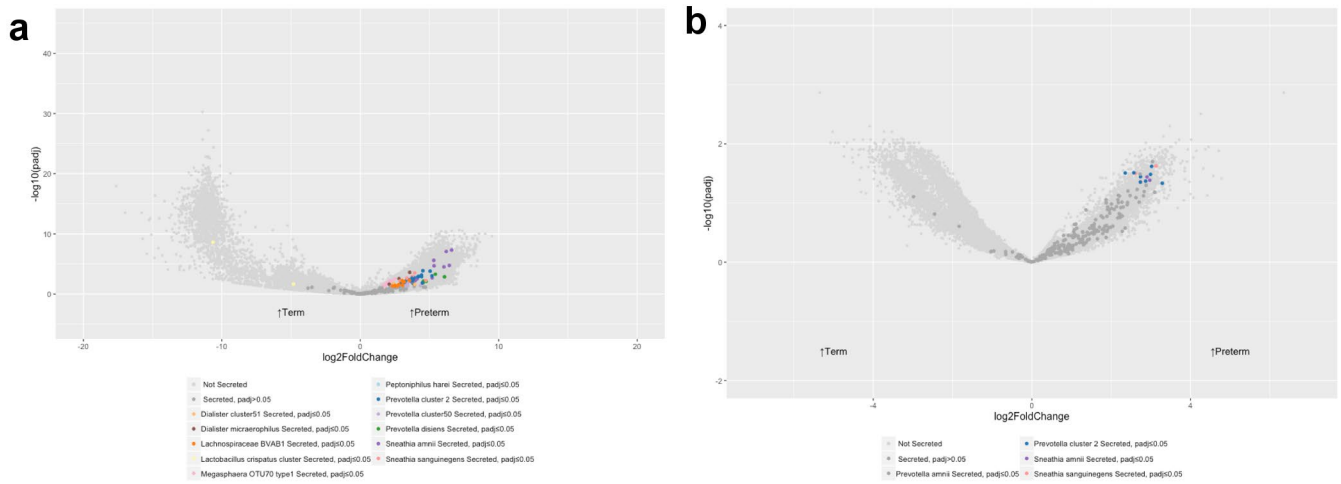 a
40
30
20
10
0
-log10(padj)
↑Term
↑Preterm
-20
-10
0
10
20
log2FoldChange
Not Secreted
Secreted, padj>0.05
Dialister cluster51 Secreted, padj≤0.05
Dialister micraerophilus Secreted, padj≤0.05
Lachnospiraceae BVAB1 Secreted, padj≤0.05
Lactobacillus crispatus cluster Secreted, padj≤0.05
Megasphaera OTU70 type1 Secreted, padj≤0.05
Peptoniphilus harei Secreted, padj≤0.05
Prevotella cluster 2 Secreted, padj≤0.05
Prevotella cluster50 Secreted, padj≤0.05
Prevotella disiens Secreted, padj≤0.05
Sneathia amnii Secreted, padj≤0.05
Sneathia sanguinegens Secreted, padj≤0.05
b
4
2
0
-2
-log10(padj)
↑Term
↑Preterm
-4
0
4
log2FoldChange
Not Secreted
Secreted, padj>0.05
Prevotella amnii Secreted, padj≤0.05
Prevotella cluster 2 Secreted, padj≤0.05
Sneathia amnii Secreted, padj≤0.05
Sneathia sanguinegens Secreted, padj≤0.05